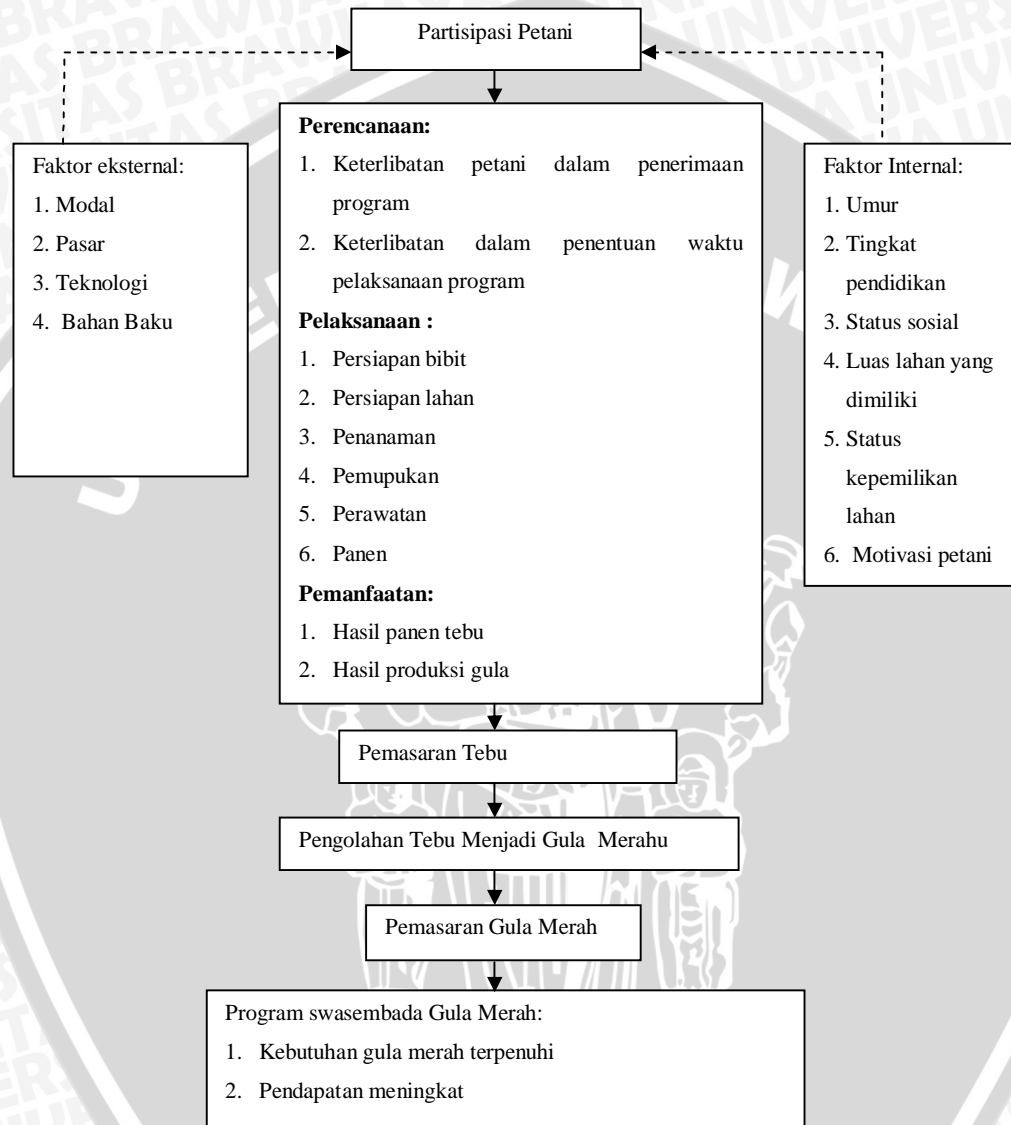 Partisipasi Petani
Faktor eksternal:
1. Modal
2. Pasar
3. Teknologi
4. Bahan Baku
Perencanaan:
1. Keterlibatan petani dalam penerimaan
program
2. Keterlibatan dalam penentuan waktu
pelaksanaan program
Pelaksanaan :
1. Persiapan bibit
2. Persiapan lahan
3. Penanaman
4. Pemupukan
5. Perawatan
6. Panen
Pemanfaatan:
1. Hasil panen tebu
2. Hasil produksi gula
Faktor Internal:
1. Umur
2. Tingkat
pendidikan
3. Status sosial
4. Luas lahan yang
dimiliki
5. Status
kepemilikan
lahan
6. Motivasi petani
Pemasaran Tebu
Pengolahan Tebu Menjadi Gula Merahu
Pemasaran Gula Merah
Program swasembada Gula Merah:
1. Kebutuhan gula merah terpenuhi
2. Pendapatan meningkat